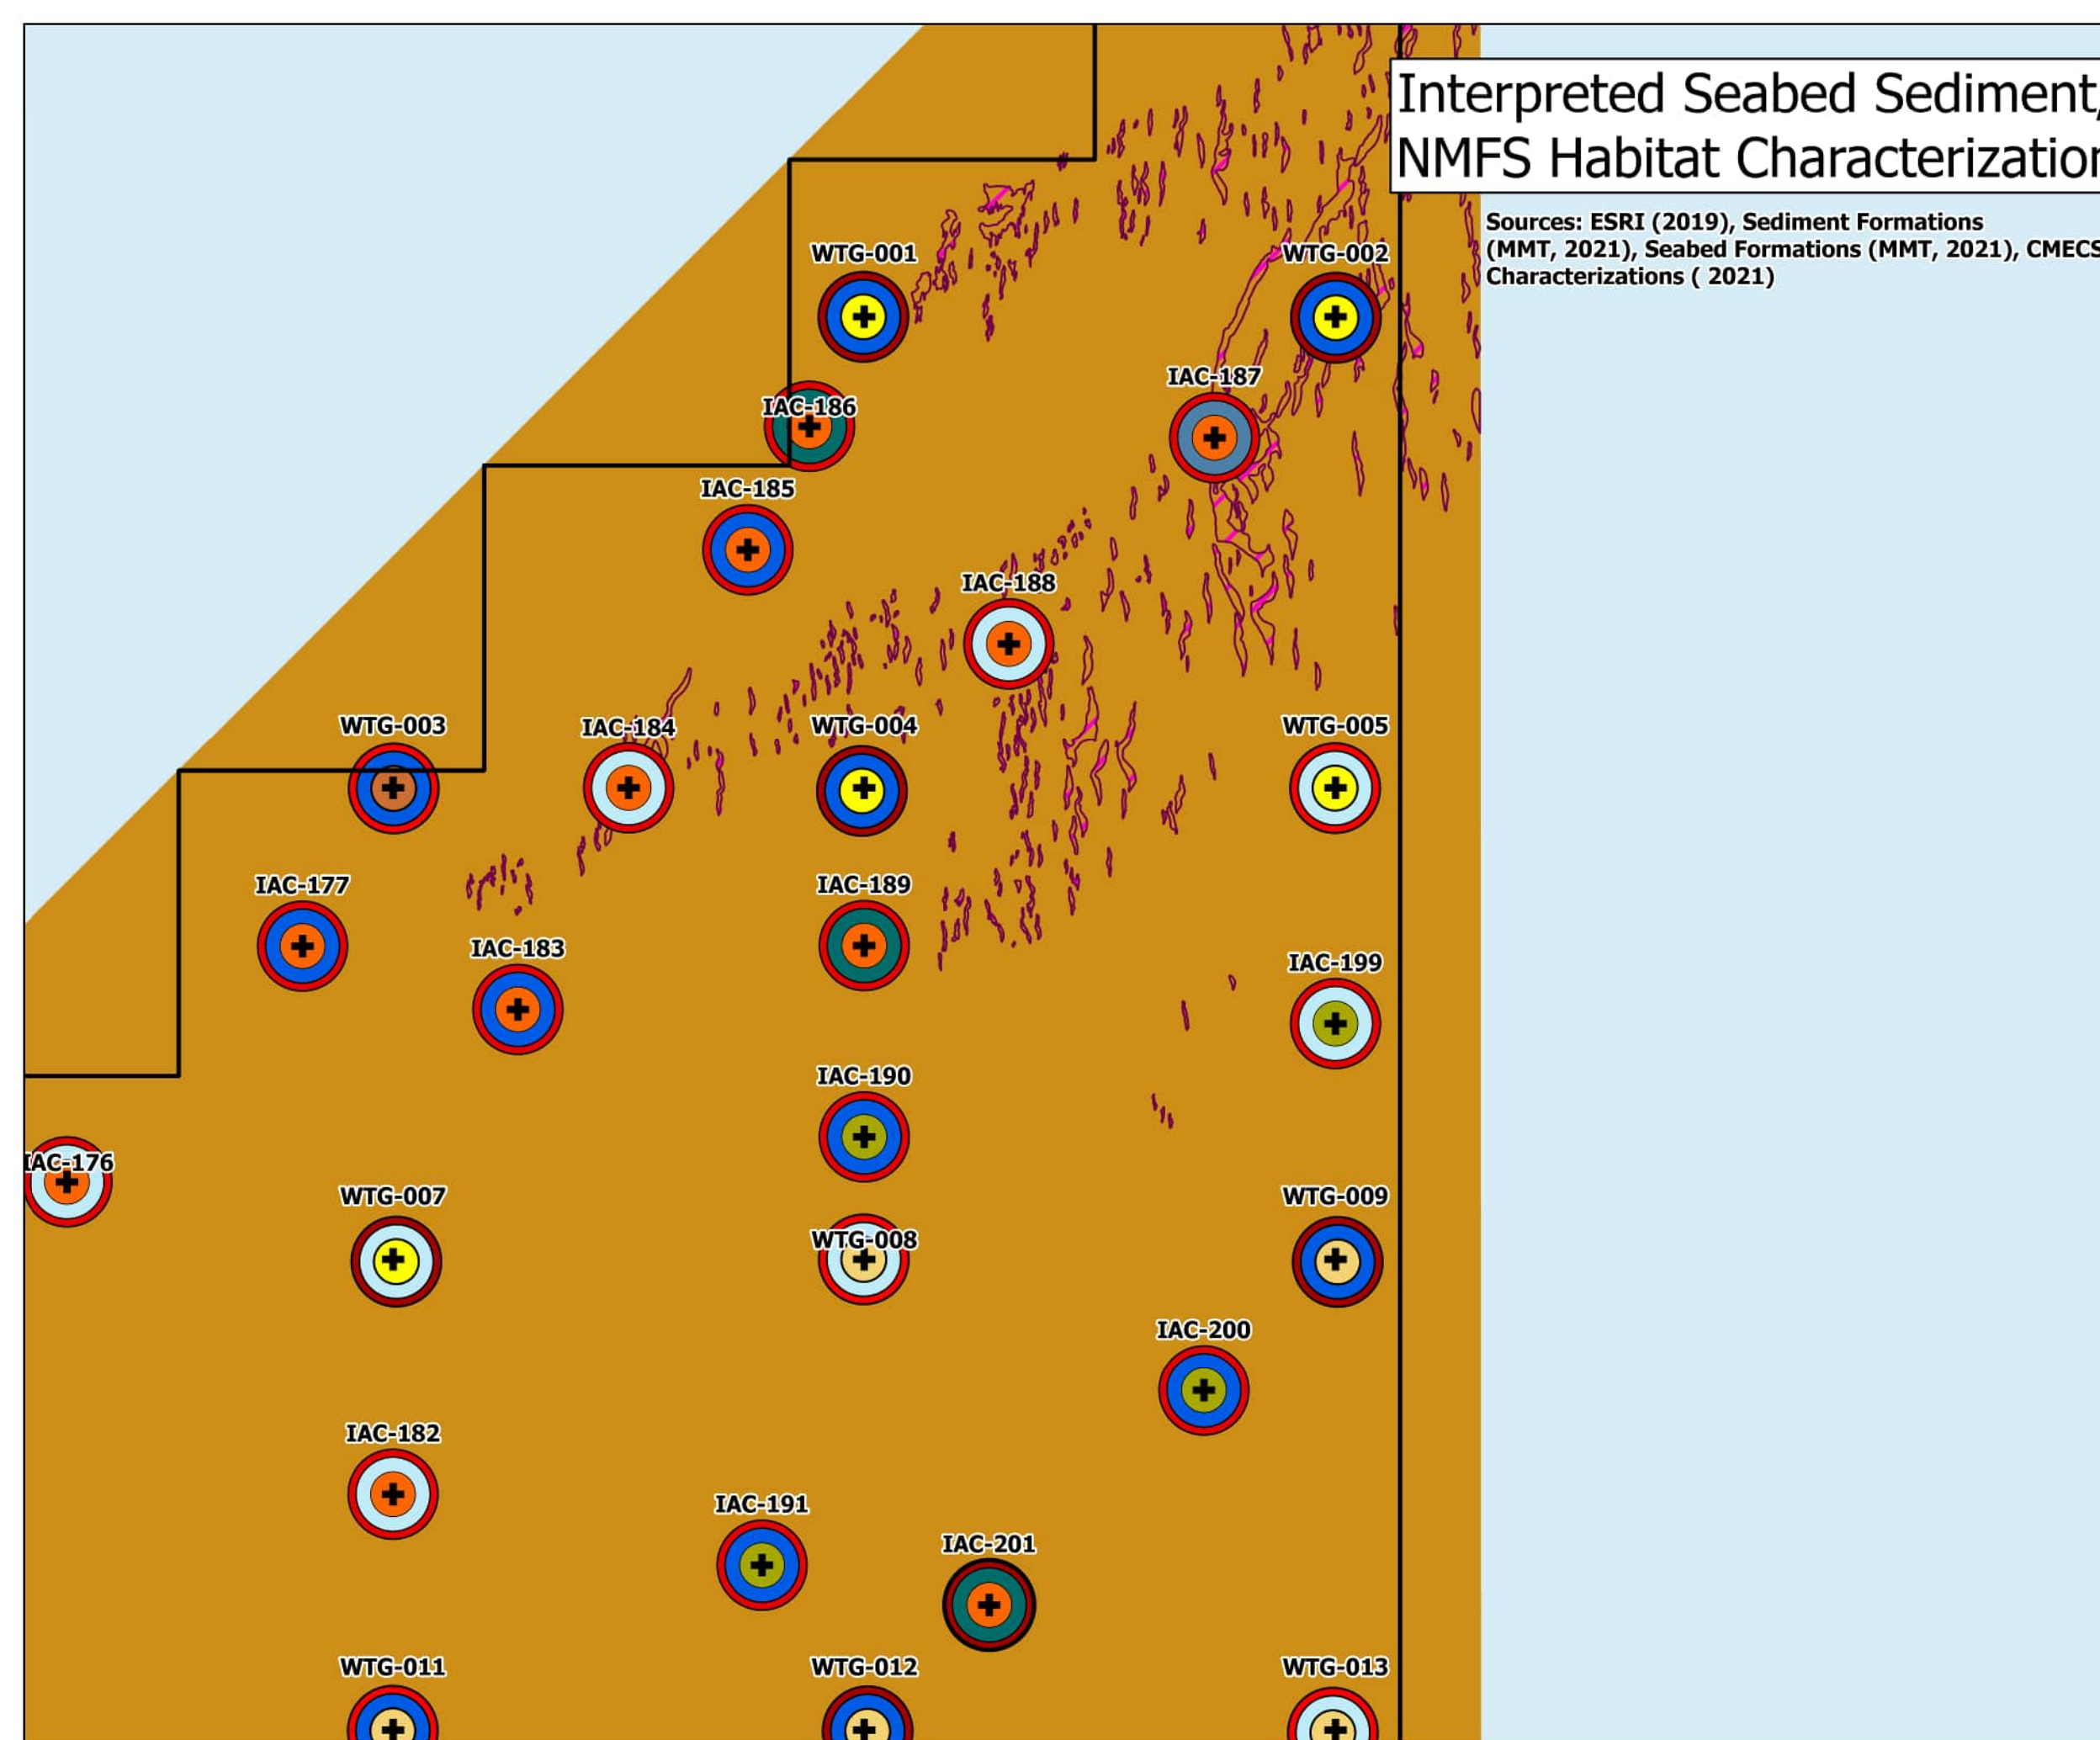 Interpreted Seabed Sediment,
NMFS Habitat Characterization
Sources: ESRI (2019), Sediment Formations
(MMT, 2021), Seabed Formations (MMT, 2021), CMECS
Characterizations ( 2021)
WTG-001
WTG-002
IAC-187
IAC-186
IAC-185
IAC-188
WTG-003
IAC-184
WTG-004
WTG-005
IAC-177
IAC-189
IAC-183
IAC-199
IAC-190
IAC-176
WTG-007
WTG-009
WTG-008
IAC-200
IAC-182
IAC-191
IAC-201
WTG-011
WTG-012
WTG-013